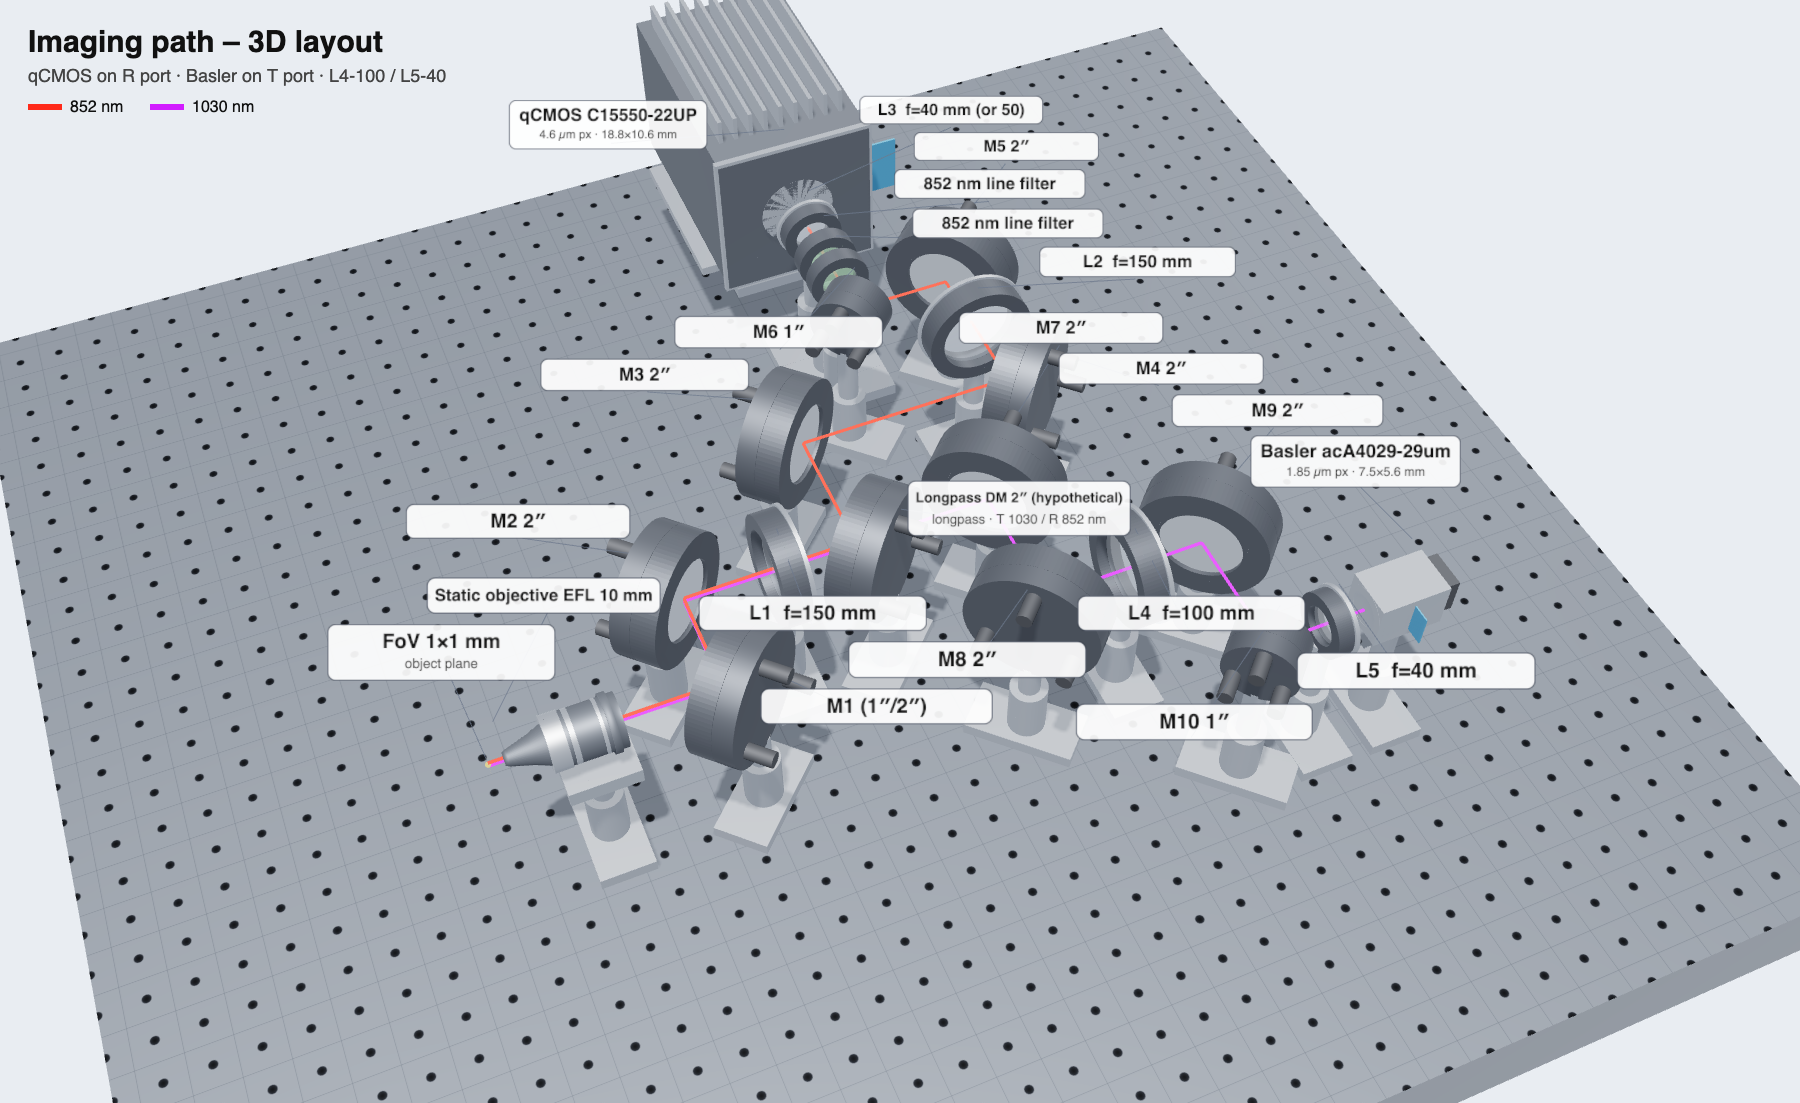 Imaging path – 3D layout
qCMOS on R port · Basler on T port · L4-100 / L5-40
852 nm
1030 nm
qCMOS C15550-22UP
4.6 µm px · 18.8×10.6 mm
L3 f=40 mm (or 50)
M5 2″
852 nm line filter
852 nm line filter
L2 f=150 mm
M6 1″
M7 2″
M3 2″
M4 2″
M9 2″
Basler acA4029-29um
1.85 µm px · 7.5×5.6 mm
Longpass DM 2″ (hypothetical)
longpass · T 1030 / R 852 nm
M2 2″
Static objective EFL 10 mm
L1 f=150 mm
L4 f=100 mm
FoV 1×1 mm
object plane
M8 2″
L5 f=40 mm
M1 (1″/2″)
M10 1″